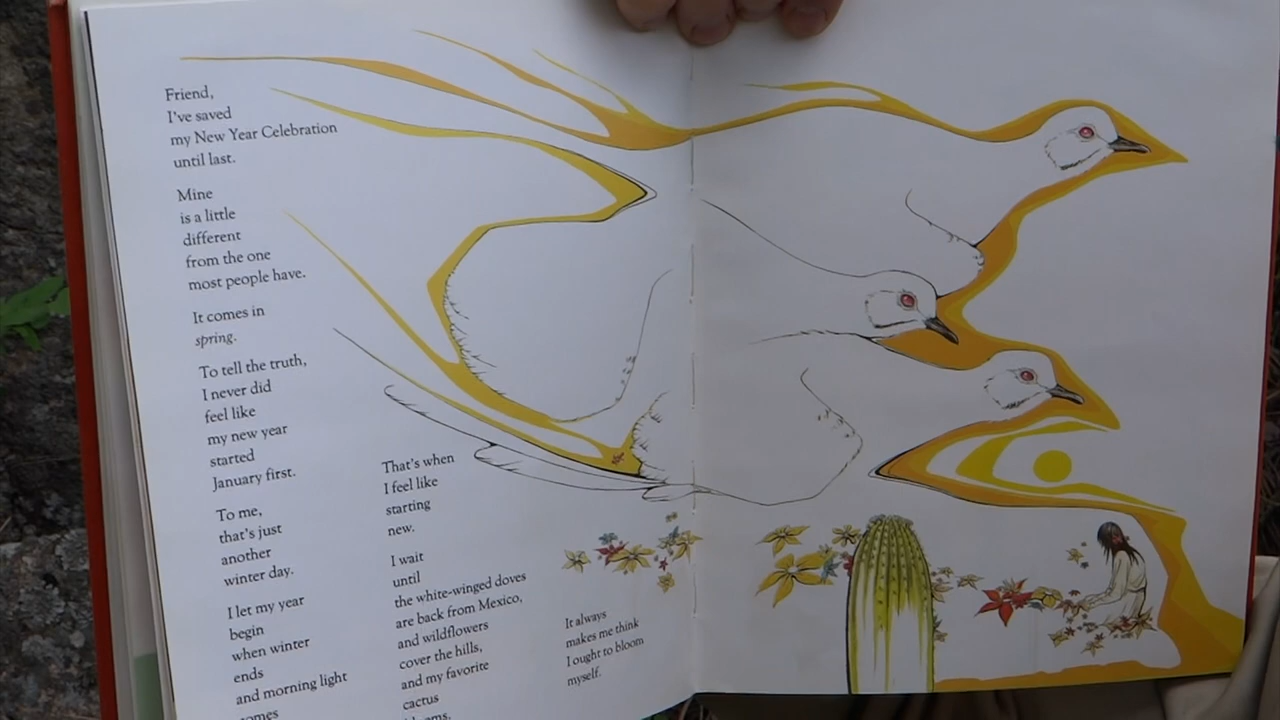 Friend,
I've saved
my New Year Celebration
until last.
Mine
is a little
different
from the one
most people have.
It comes in
spring.
To tell the truth,
I never did
feel like
my new year
started
January first.
To me,
that's just
another
winter day.
I let my year
begin
when winter
ends
and morning light
comes
That's when
I feel like
starting
new.
I wait
until
the white-winged doves
are back from Mexico,
and wildflowers
cover the hills,
and my favorite
cactus
blooms.
It always
makes me think
I ought to bloom
myself.